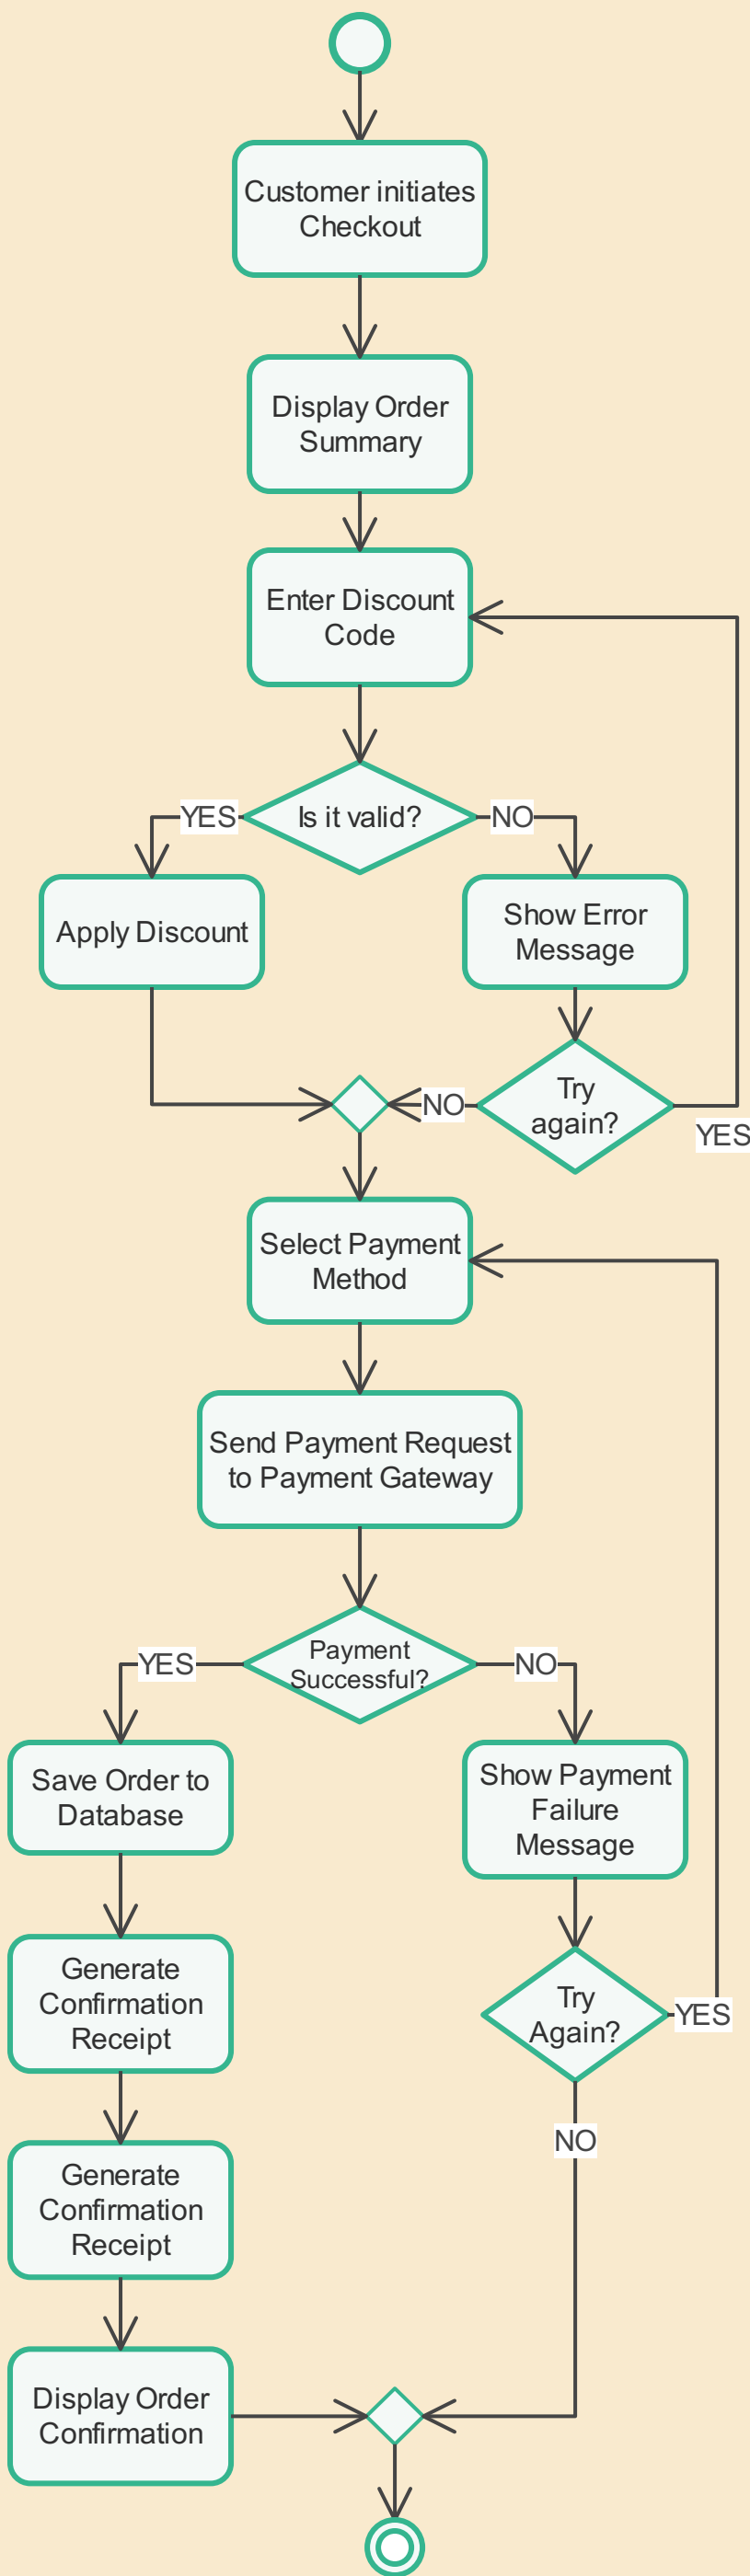 Customer initiates
Checkout
Display Order
Summary
Enter Discount
Code
Is it valid?
YES
NO
Apply Discount
Show Error
Message
Try
again?
NO
YES
Select Payment
Method
Send Payment Request
to Payment Gateway
Payment
Successful?
YES
NO
Save Order to
Database
Show Payment
Failure
Message
Generate
Confirmation
Receipt
Try
Again?
YES
NO
Generate
Confirmation
Receipt
Display Order
Confirmation